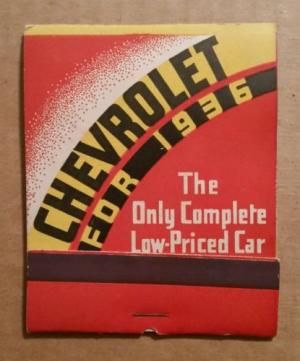 CHEVROLET
FOR 1936
The
Only Complete
Low-Priced Car